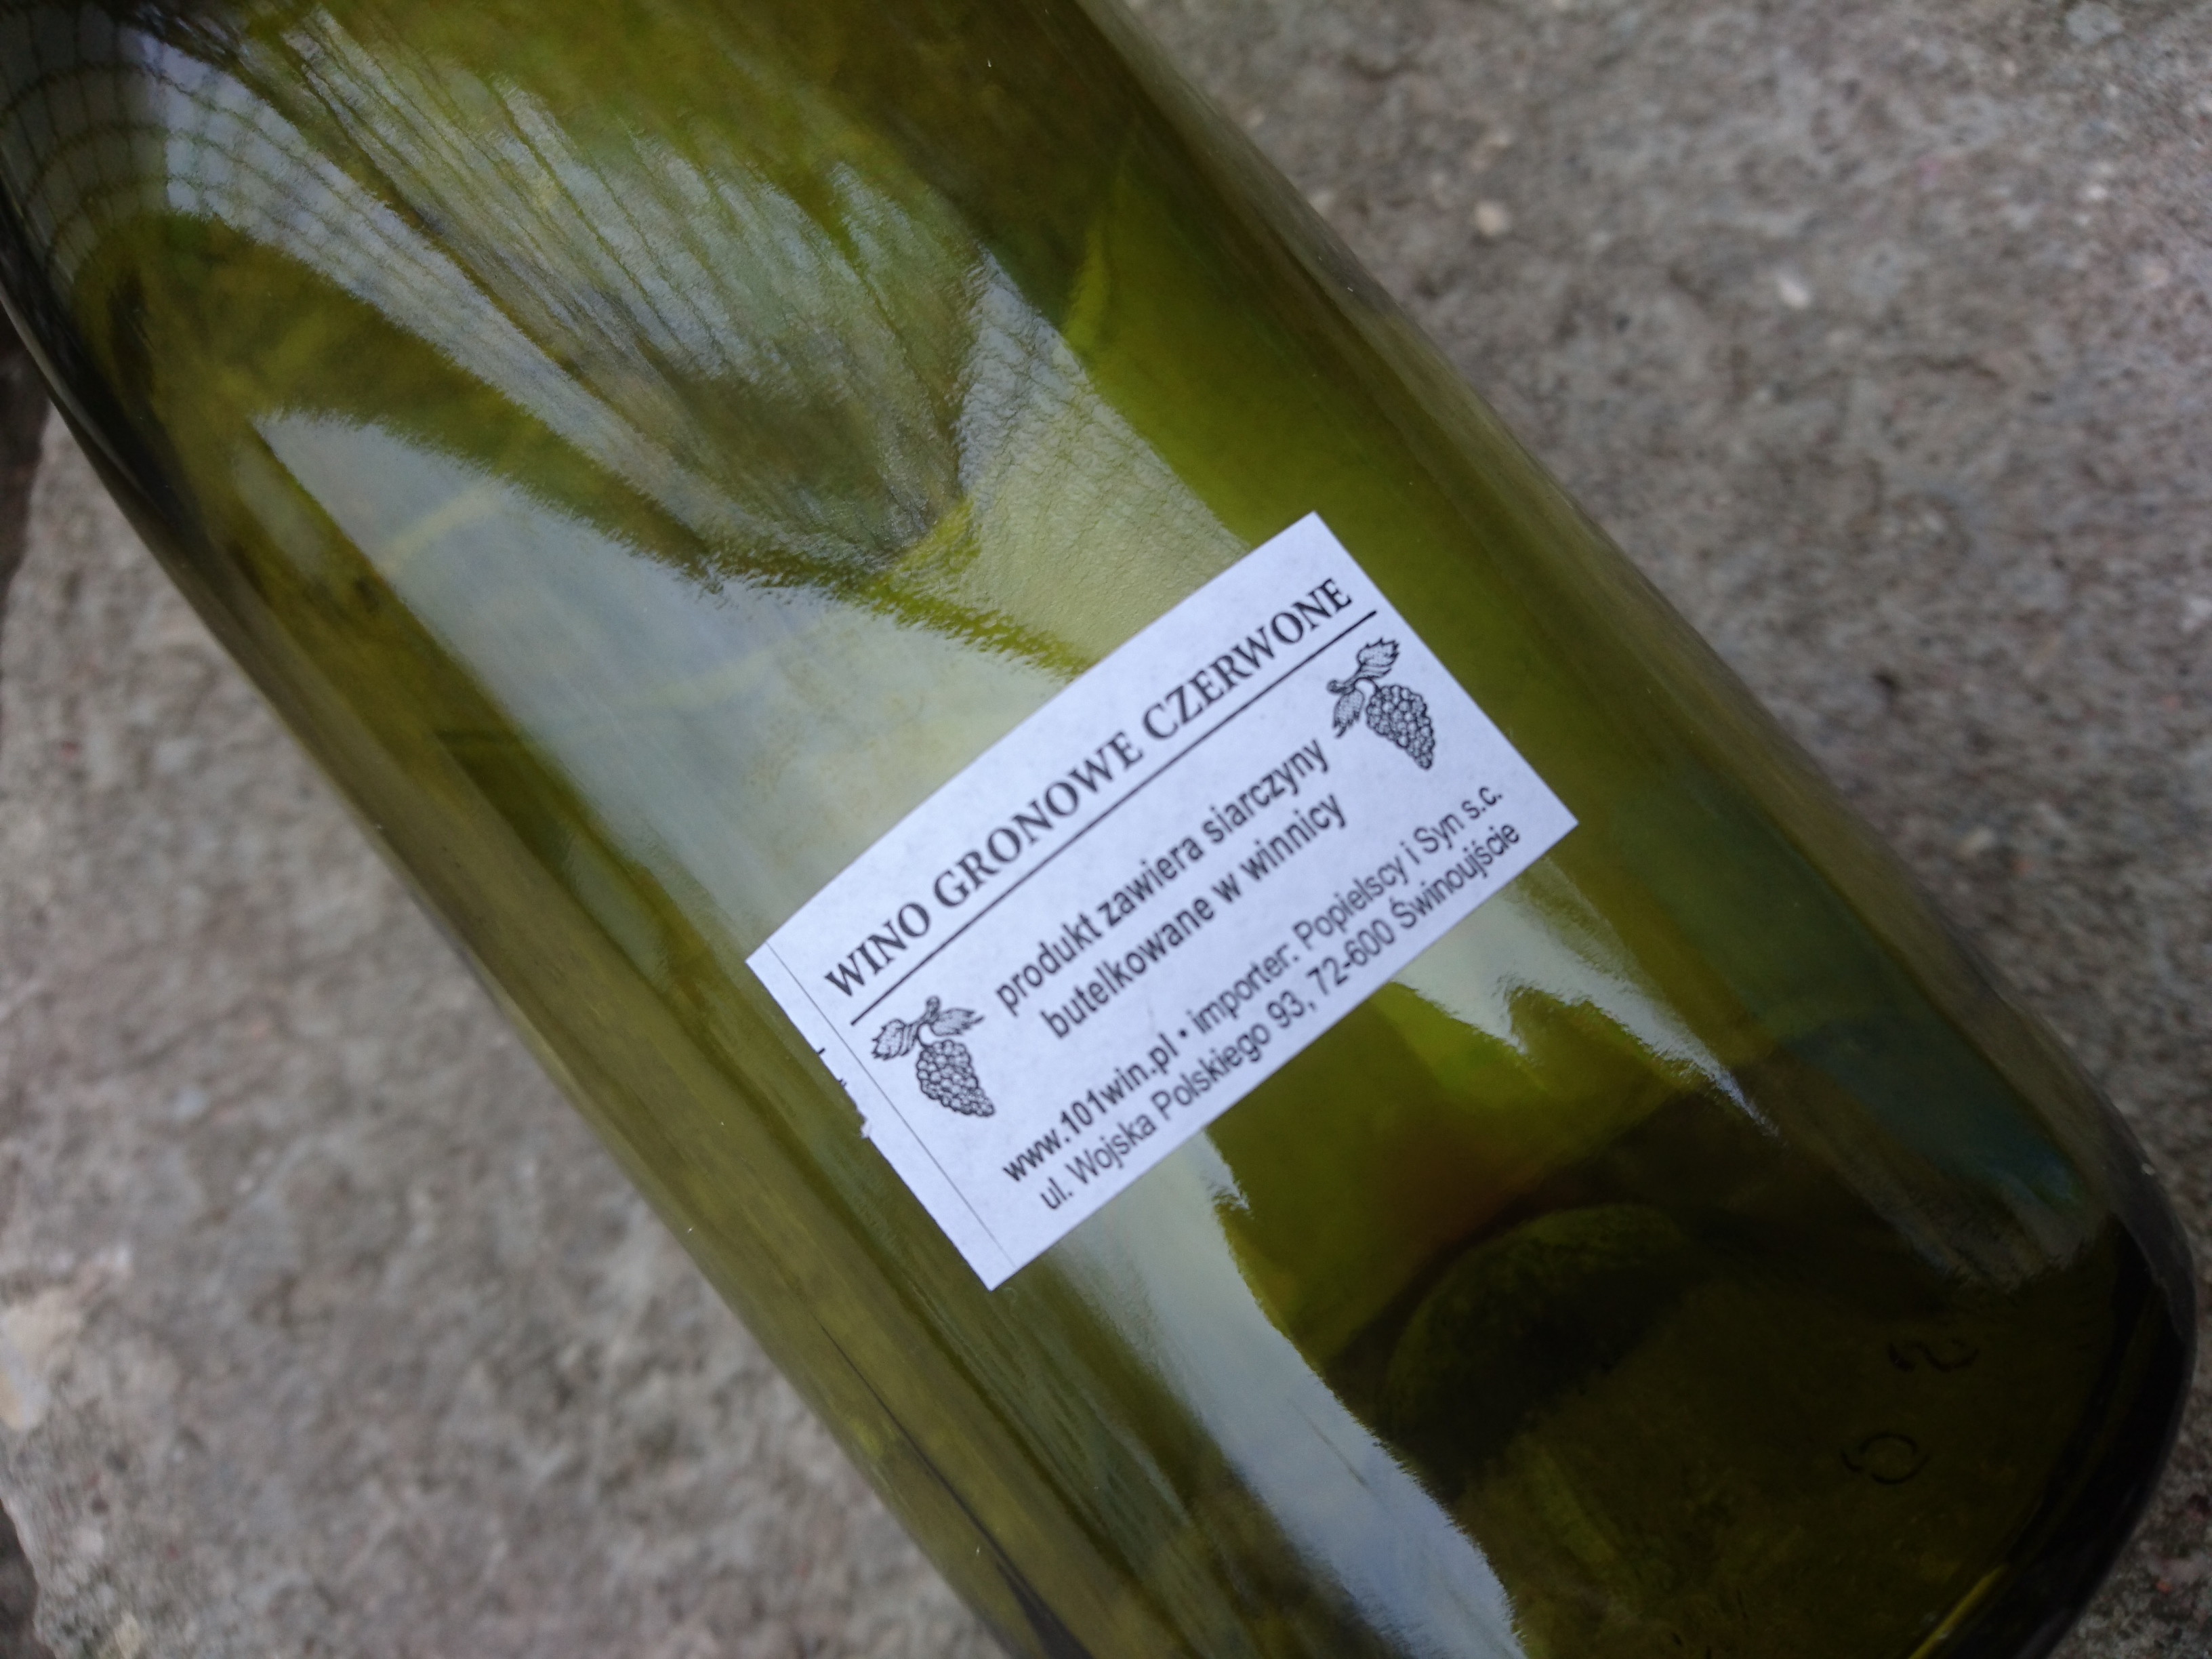 WINO GRONOWE CZERWONE
produkt zawiera siarczyny
butelkowane w winnicy
www.101win.pl • importer: Popielscy i Syn s.c.
ul. Wojska Polskiego 93, 72-600 Świnoujście